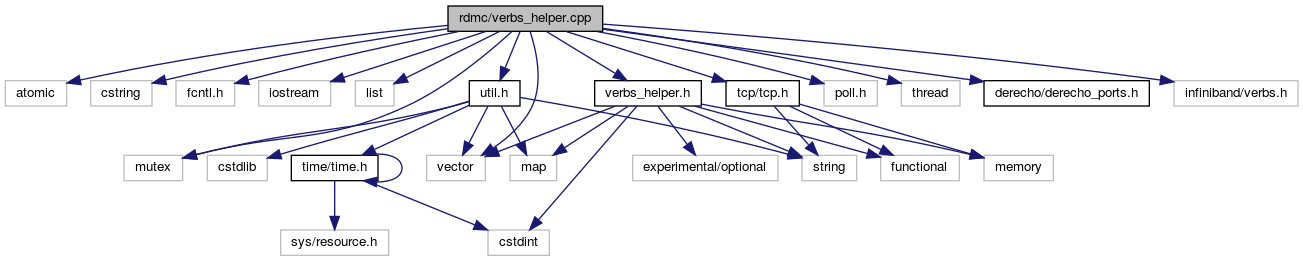 rdmc/verbs_helper.cpp
atomic
cstring
fcntl.h
iostream
list
util.h
verbs_helper.h
tcp/tcp.h
poll.h
thread
derecho/derecho_ports.h
infiniband/verbs.h
mutex
cstdlib
time/time.h
vector
map
experimental/optional
string
functional
memory
sys/resource.h
cstdint